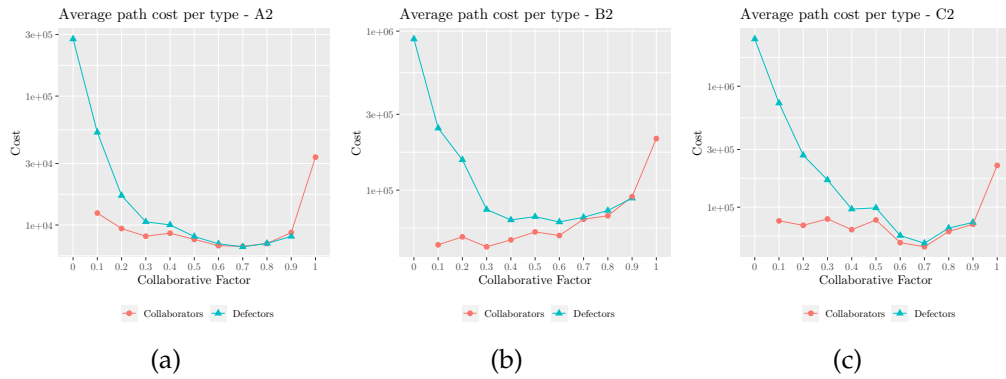 Average path cost per type - A2
3e+05
1e+05
3e+04
1e+04
Cost
0 0.1 0.2 0.3 0.4 0.5 0.6 0.7 0.8 0.9 1
Collaborative Factor
Collaborators Defectors
(a)
Average path cost per type - B2
1e+06
3e+05
1e+05
Cost
0 0.1 0.2 0.3 0.4 0.5 0.6 0.7 0.8 0.9 1
Collaborative Factor
Collaborators Defectors
(b)
Average path cost per type - C2
1e+06
3e+05
1e+05
Cost
0 0.1 0.2 0.3 0.4 0.5 0.6 0.7 0.8 0.9 1
Collaborative Factor
Collaborators Defectors
(c)